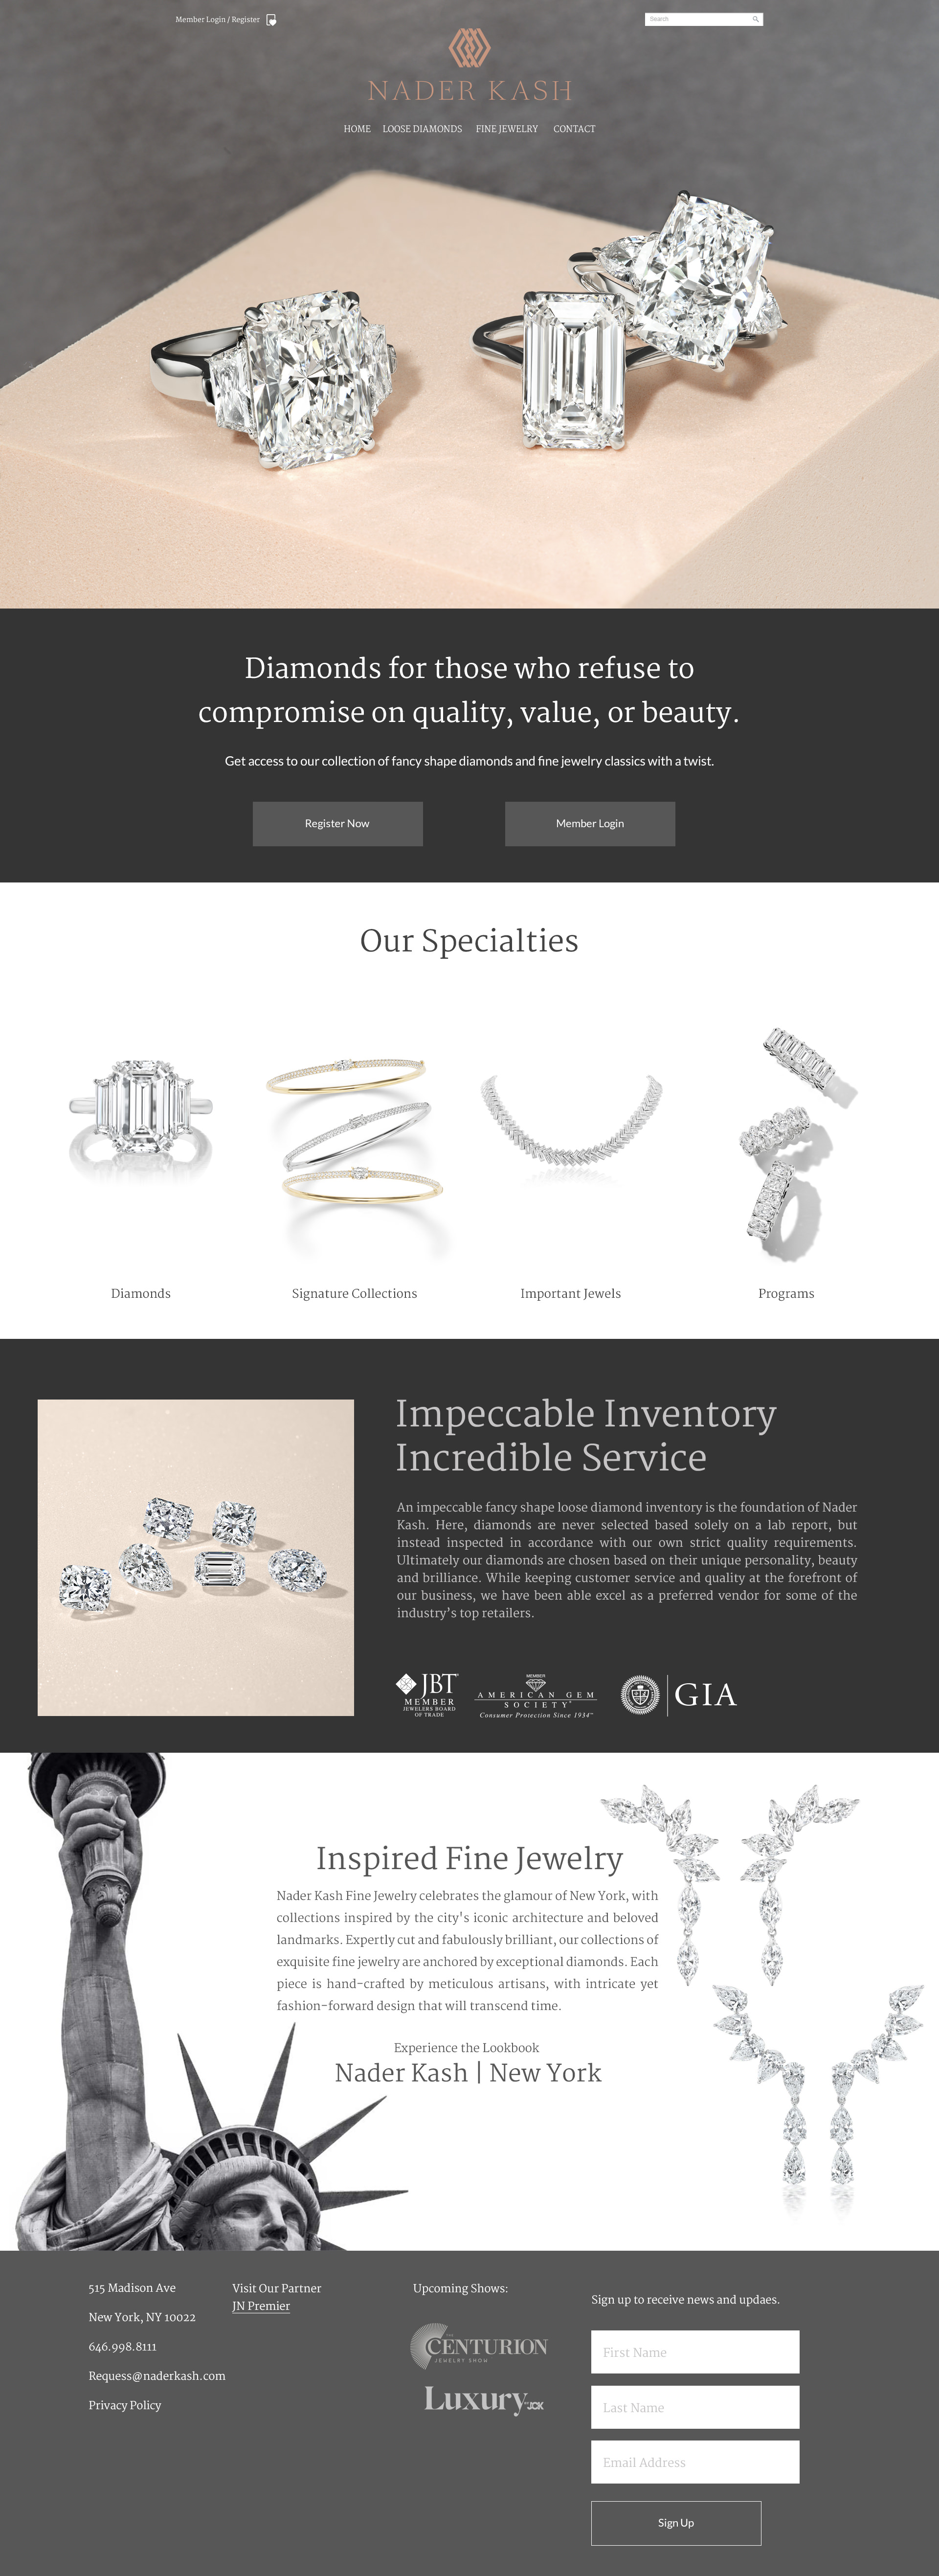 Member Login / Register
Search
NADER KASH
HOME LOOSE DIAMONDS FINE JEWELRY CONTACT
Diamonds for those who refuse to
compromise on quality, value, or beauty.
Get access to our collection of fancy shape diamonds and fine jewelry classics with a twist.
Register Now
Member Login
Our Specialties
Diamonds
Signature Collections
Important Jewels
Programs
Impeccable Inventory
Incredible Service
An impeccable fancy shape loose diamond inventory is the foundation of Nader
Kash. Here, diamonds are never selected based solely on a lab report, but
instead inspected in accordance with our own strict quality requirements.
Ultimately our diamonds are chosen based on their unique personality, beauty
and brilliance. While keeping customer service and quality at the forefront of
our business, we have been able excel as a preferred vendor for some of the
industry's top retailers.
JBT®
MEMBER
JEWELERS BOARD
OF TRADE
MEMBER
AMERICAN GEM
SOCIETY®
Consumer Protection Since 1934™
GIA
Inspired Fine Jewelry
Nader Kash Fine Jewelry celebrates the glamour of New York, with
collections inspired by the city's iconic architecture and beloved
landmarks. Expertly cut and fabulously brilliant, our collections of
exquisite fine jewelry are anchored by exceptional diamonds. Each
piece is hand-crafted by meticulous artisans, with intricate yet
fashion-forward design that will transcend time.
Experience the Lookbook
Nader Kash | New York
515 Madison Ave
New York, NY 10022
646.998.8111
Requess@naderkash.com
Privacy Policy
Visit Our Partner
JN Premier
Upcoming Shows:
THE
CENTURION
JEWELRY SHOW
Luxury BY JCK
Sign up to receive news and updaes.
First Name
Last Name
Email Address
Sign Up